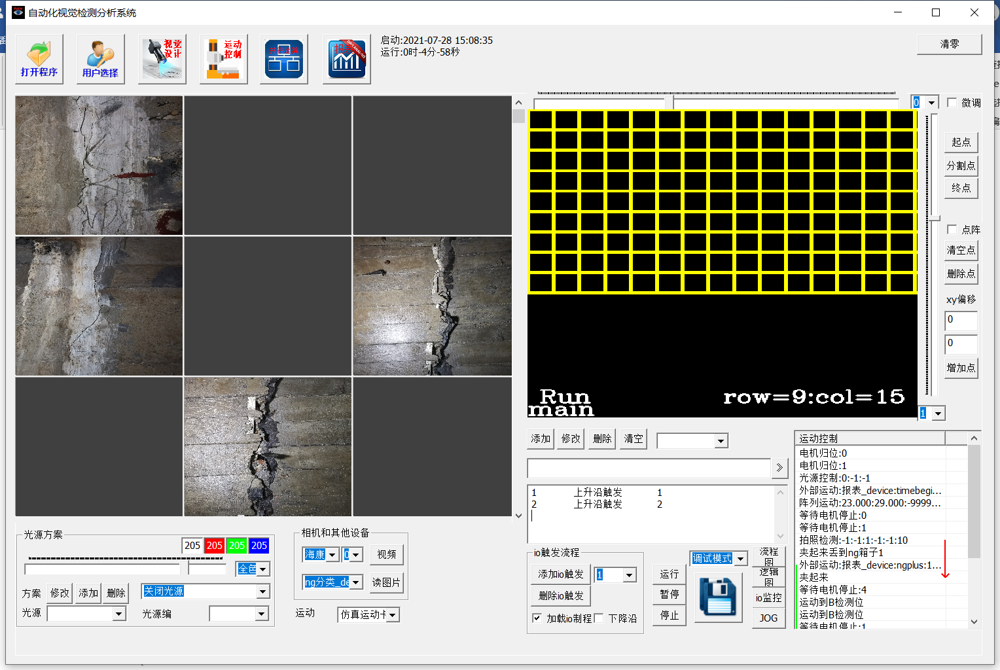 自动化视觉检测分析系统
打开程序
用户选择
视觉
设计
运动
控制
启动:2021-07-28 15:08:35
运行:0时-4分-58秒
清零
0
微调
起点
分割点
终点
点阵
清空点
删除点
xy偏移
0
0
增加点
Run
main
row=9:col=15
1
添加
修改
删除
清空
1 上升沿触发 1
2 上升沿触发 2
运动控制
电机归位:0
电机归位:1
光源控制:0:-1:-1
外部运动:报表_device:timebegi...
阵列运动:23.000:29.000:-9999...
等待电机停止:0
等待电机停止:1
拍照检测:-1:-1:1:-1:-1:10
夹起来丢到ng箱子1
外部运动:报表_device:ngplus:1...
夹起来
等待电机停止:4
运动到B检测位
运动到B检测位
等待电机停止:1
光源方案
205 205 205 205
全色
方案 修改 添加 删除 关闭光源
光源
光源编
相机和其他设备
海康 0 视频
ng分类_de 读图片
运动 仿真运动卡
io触发流程
添加io触发 1
删除io触发
加载io制程 下降沿
运行
暂停
停止
调试模式
流程
图
逻辑
图
io监控
JOG